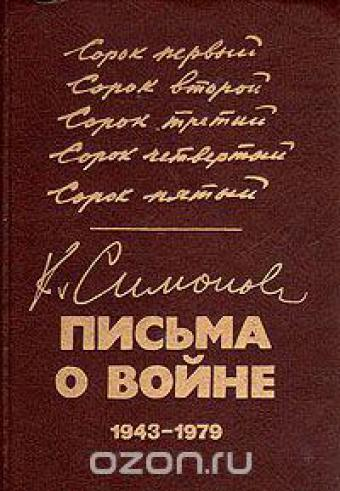 Сорок первый
Сорок второй
Сорок третий
Сорок четвертый
Сорок пятый
К. Симонов
ПИСЬМА
О ВОЙНЕ
1943-1979
ozon.ru